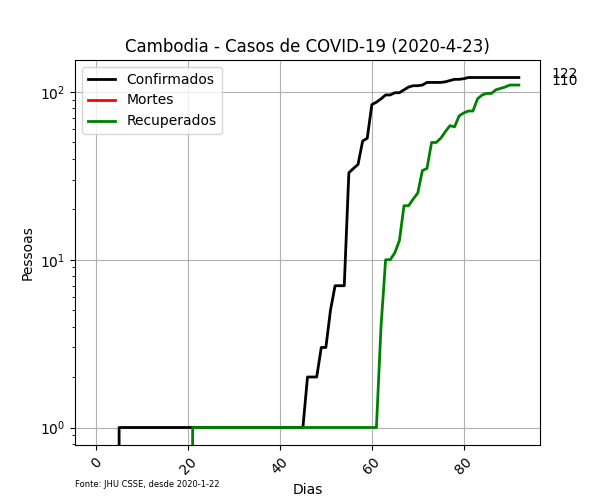 Cambodia - Casos de COVID-19 (2020-4-23)
Confirmados
Mortes
Recuperados
122
110
10²
10¹
10⁰
Pessoas
0
20
40
60
80
Dias
Fonte: JHU CSSE, desde 2020-1-22